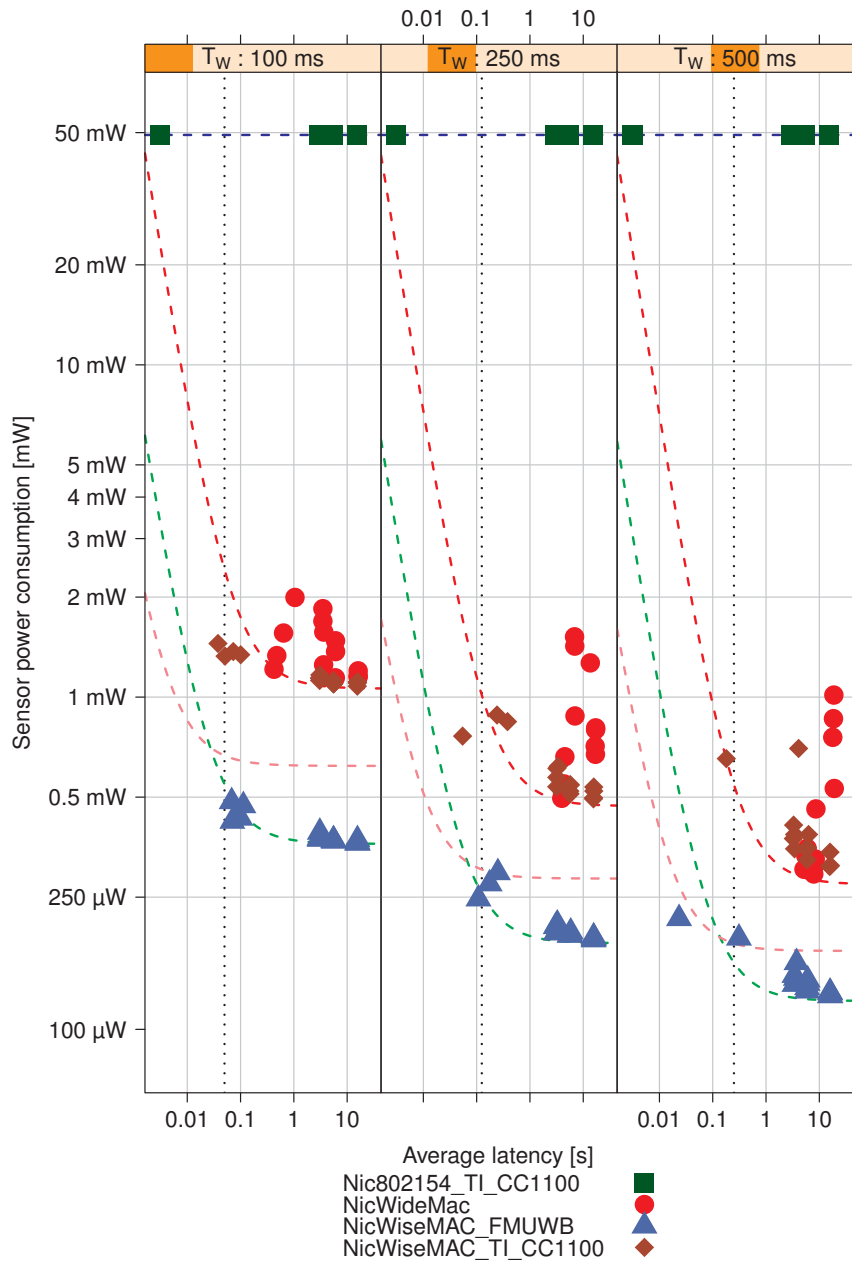 0.01 0.1 1 10
T_W : 100 ms T_W : 250 ms T_W : 500 ms
50 mW
20 mW
10 mW
5 mW
4 mW
3 mW
2 mW
1 mW
0.5 mW
250 µW
100 µW
Sensor power consumption [mW]
0.01 0.1 1 10 0.01 0.1 1 10
Average latency [s]
Nic802154_TI_CC1100
NicWideMac
NicWiseMAC_FMUWB
NicWiseMAC_TI_CC1100